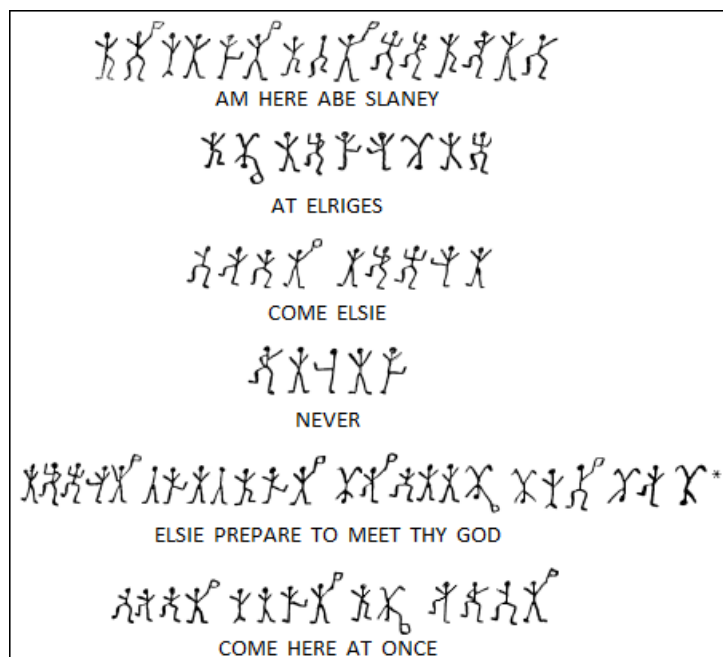 AM HERE ABE SLANEY
AT ELRIGES
COME ELSIE
NEVER
*
ELSIE PREPARE TO MEET THY GOD
COME HERE AT ONCE